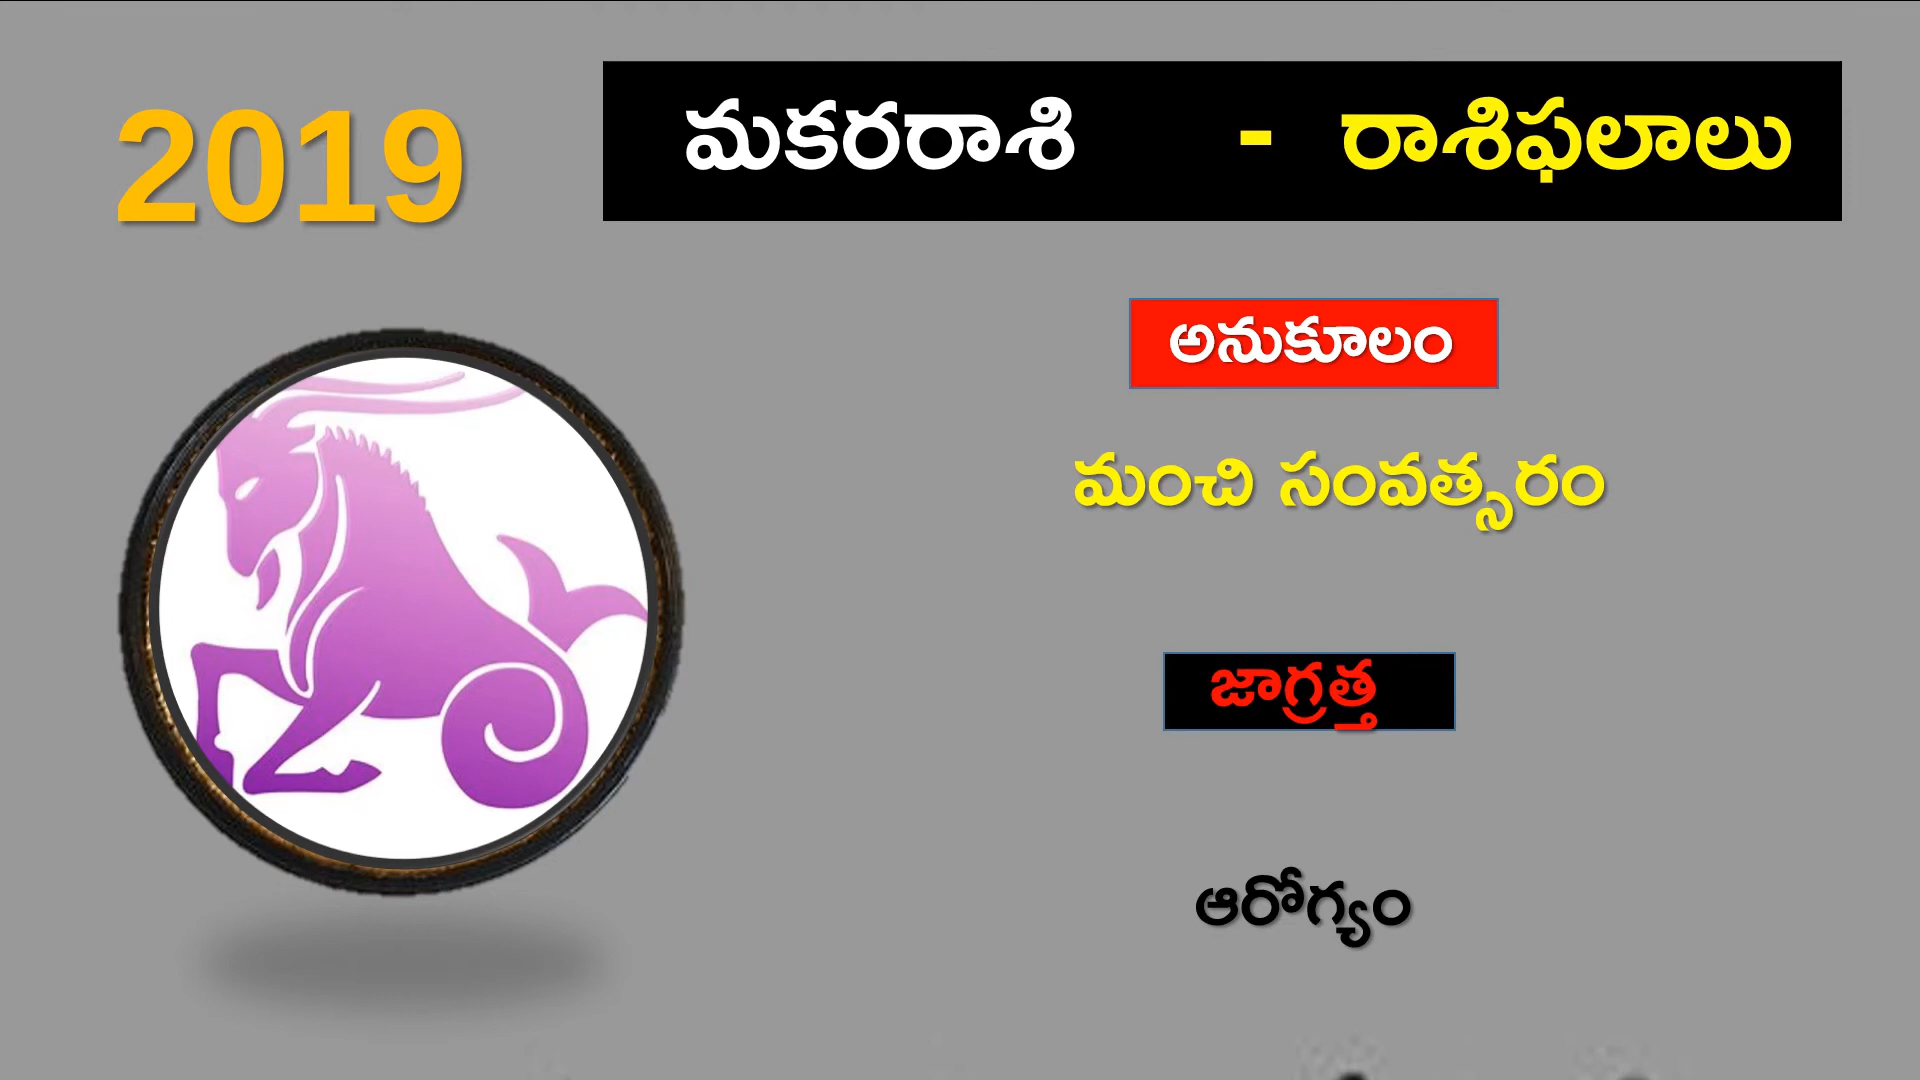 2019
మకరరాశి - రాశిఫలాలు
అనుకూలం
మంచి సంవత్సరం
జాగ్రత్త
ఆరోగ్యం